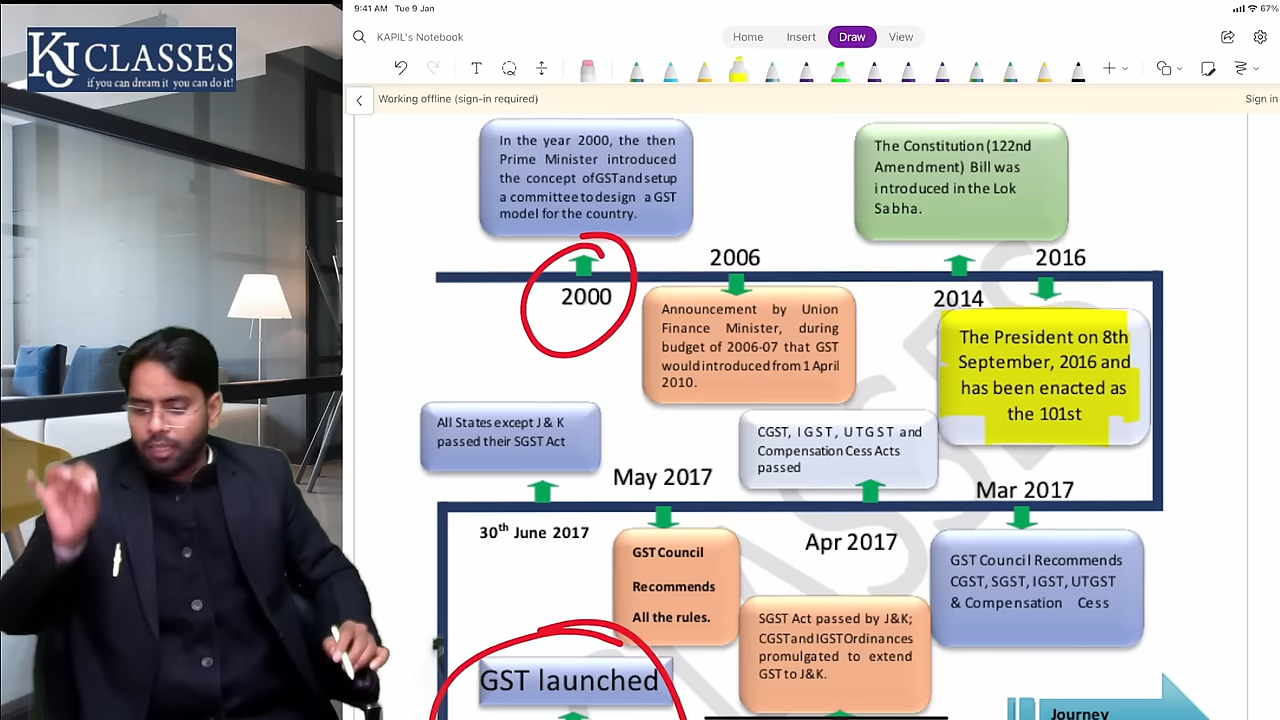 9:41 AM Tue 9 Jan
67%
KJ CLASSES
if you can dream it you can do it!
KAPIL's Notebook
Home
Insert
Draw
View
Working offline (sign-in required)
Sign in
In the year 2000, the then
Prime Minister introduced
the concept of GST and setup
a committee to design a GST
model for the country.
The Constitution (122nd
Amendment) Bill was
introduced in the Lok
Sabha.
2006
2016
2000
2014
Announcement by Union
Finance Minister, during
budget of 2006-07 that GST
would introduced from 1 April
2010.
The President on 8th
September, 2016 and
has been enacted as
the 101st
All States except J & K
passed their SGST Act
CGST, IGST, UTGST and
Compensation Cess Acts
passed
May 2017
Mar 2017
30th June 2017
Apr 2017
GST Council
Recommends
All the rules.
GST Council Recommends
CGST, SGST, IGST, UTGST
& Compensation Cess
SGST Act passed by J&K;
CGST and IGST Ordinances
promulgated to extend
GST to J&K.
GST launched
Journey